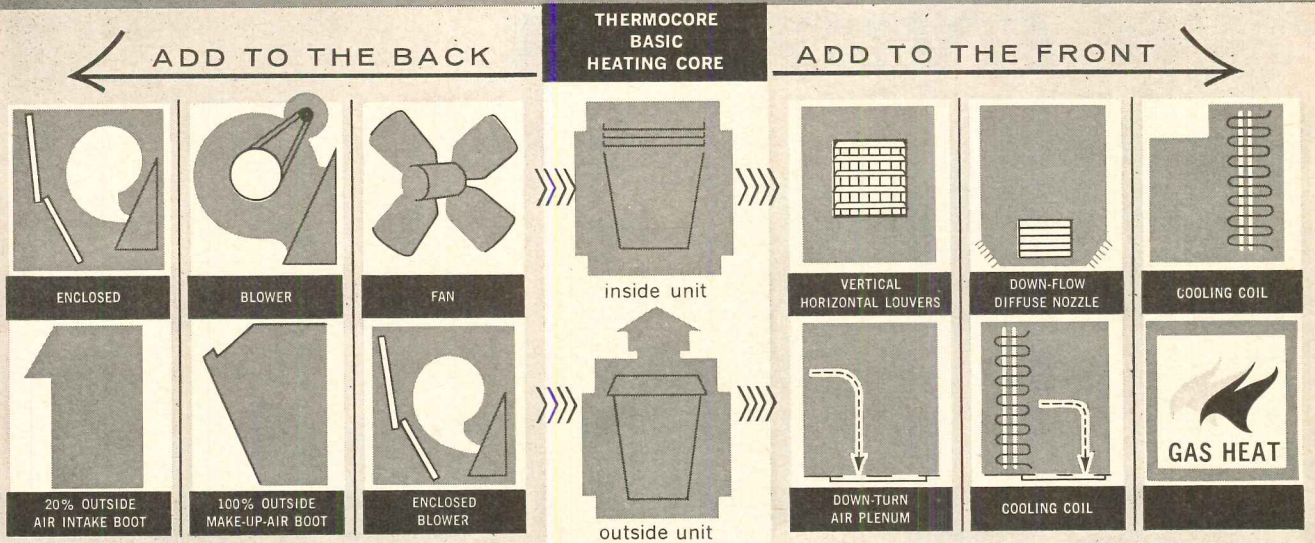 THERMOCORE
BASIC
HEATING CORE
ADD TO THE BACK
ADD TO THE FRONT
ENCLOSED
BLOWER
FAN
inside unit
VERTICAL
HORIZONTAL LOUVERS
DOWN-FLOW
DIFFUSE NOZZLE
COOLING COIL
20% OUTSIDE
AIR INTAKE BOOT
100% OUTSIDE
MAKE-UP-AIR BOOT
ENCLOSED
BLOWER
outside unit
DOWN-TURN
AIR PLENUM
COOLING COIL
GAS HEAT